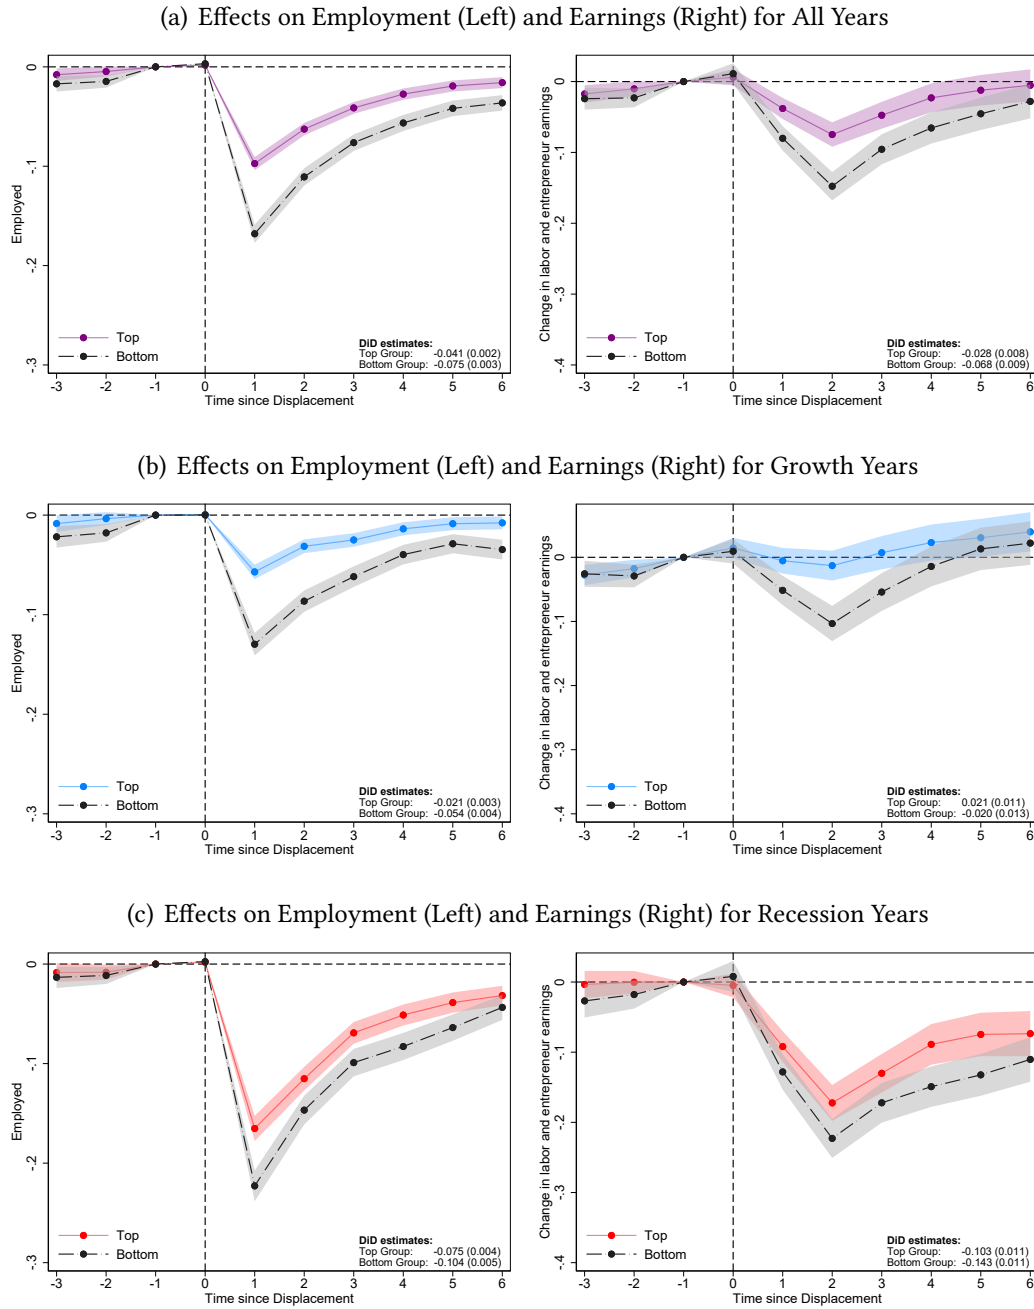 (a) Effects on Employment (Left) and Earnings (Right) for All Years
Employed
0
-.1
-.2
-.3
Top
Bottom
DiD estimates:
Top Group: -0.041 (0.002)
Bottom Group: -0.075 (0.003)
-3 -2 -1 0 1 2 3 4 5 6
Time since Displacement
Change in labor and entrepreneur earnings
0
-.1
-.2
-.3
-.4
Top
Bottom
DiD estimates:
Top Group: -0.028 (0.008)
Bottom Group: -0.068 (0.009)
-3 -2 -1 0 1 2 3 4 5 6
Time since Displacement
(b) Effects on Employment (Left) and Earnings (Right) for Growth Years
Employed
0
-.1
-.2
-.3
Top
Bottom
DiD estimates:
Top Group: -0.021 (0.003)
Bottom Group: -0.054 (0.004)
-3 -2 -1 0 1 2 3 4 5 6
Time since Displacement
Change in labor and entrepreneur earnings
0
-.1
-.2
-.3
-.4
Top
Bottom
DiD estimates:
Top Group: 0.021 (0.011)
Bottom Group: -0.020 (0.013)
-3 -2 -1 0 1 2 3 4 5 6
Time since Displacement
(c) Effects on Employment (Left) and Earnings (Right) for Recession Years
Employed
0
-.1
-.2
-.3
Top
Bottom
DiD estimates:
Top Group: -0.075 (0.004)
Bottom Group: -0.104 (0.005)
-3 -2 -1 0 1 2 3 4 5 6
Time since Displacement
Change in labor and entrepreneur earnings
0
-.1
-.2
-.3
-.4
Top
Bottom
DiD estimates:
Top Group: -0.103 (0.011)
Bottom Group: -0.143 (0.011)
-3 -2 -1 0 1 2 3 4 5 6
Time since Displacement